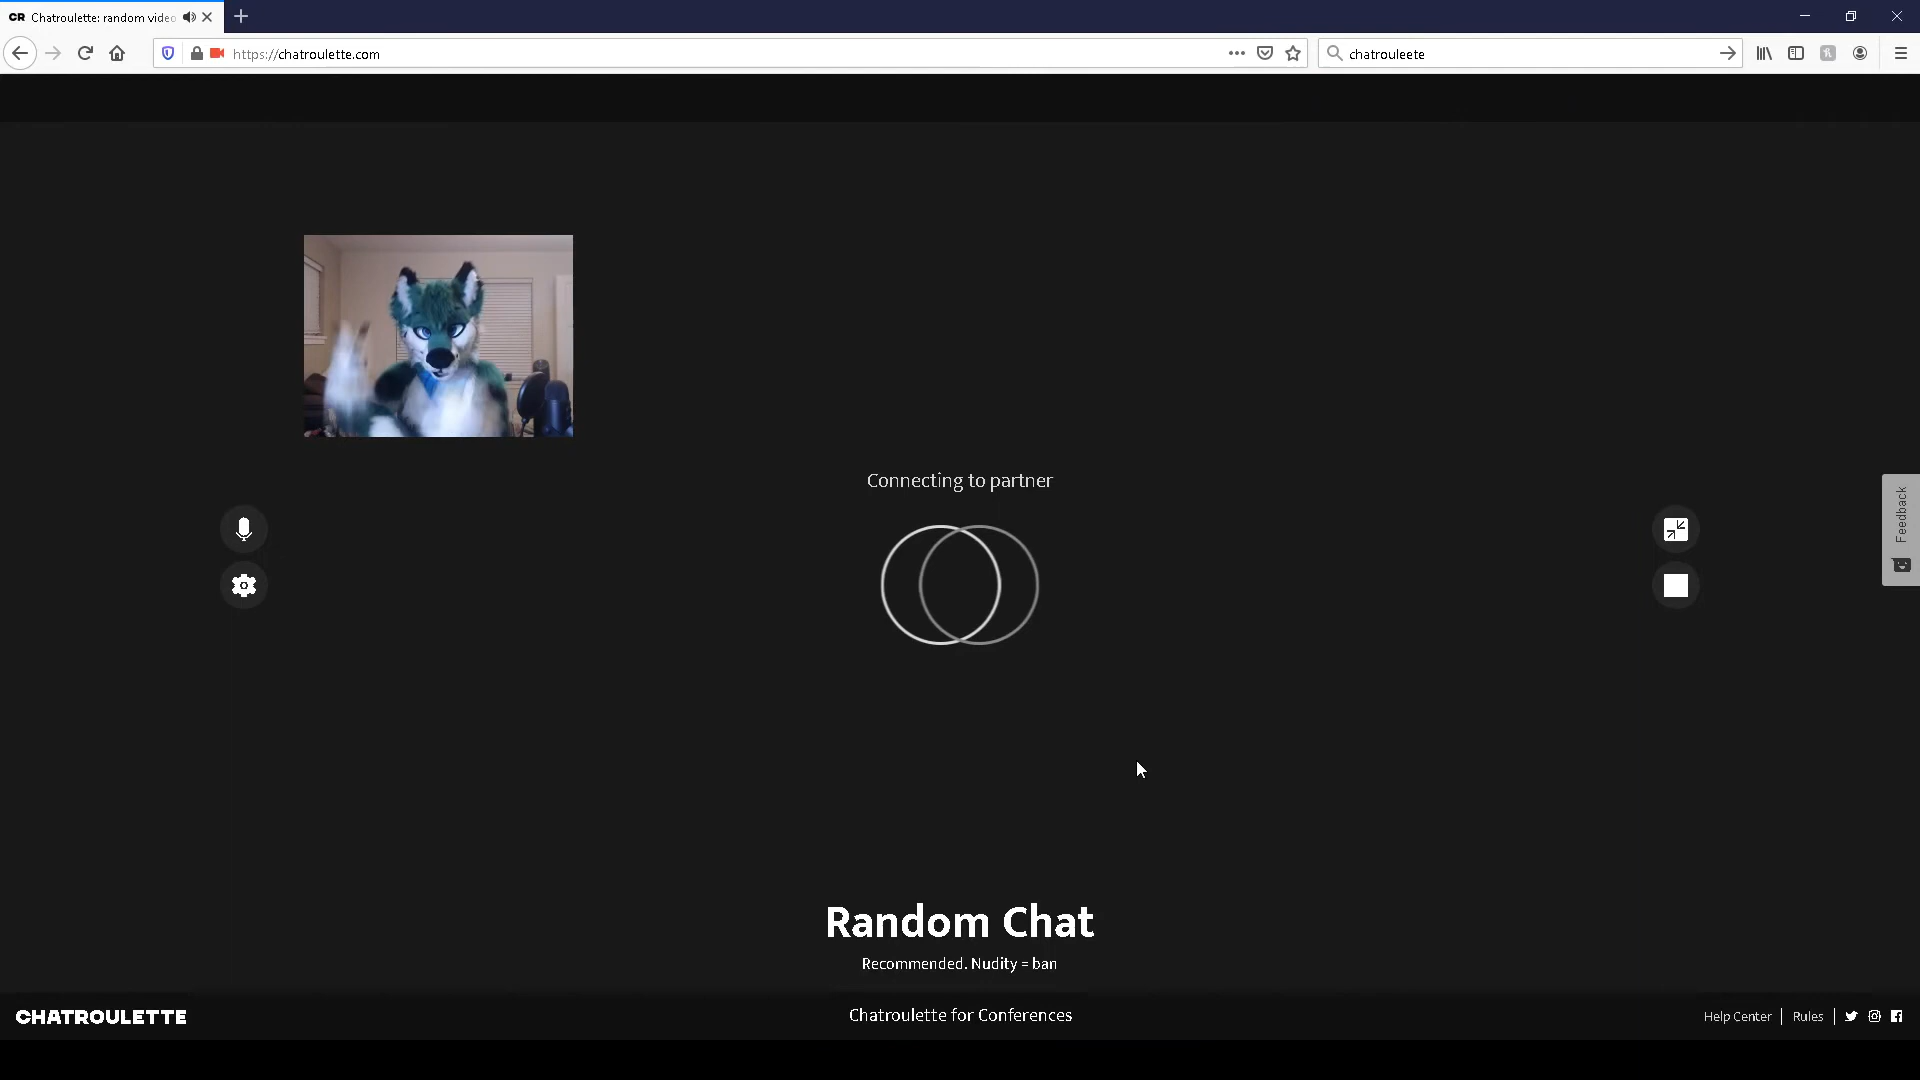 CR Chatroulette: random video
https://chatroulette.com
chatrouleete
Connecting to partner
Feedback
Random Chat
Recommended. Nudity = ban
CHATROULETTE
Chatroulette for Conferences
Help Center | Rules |